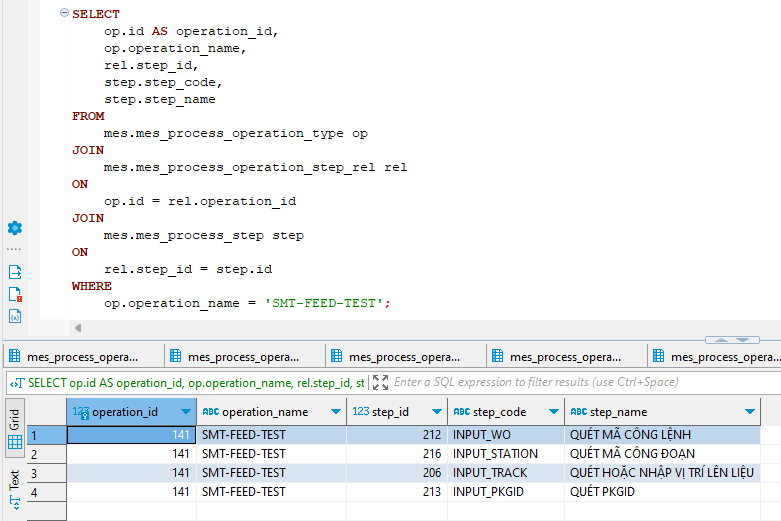 SELECT
op.id AS operation_id,
op.operation_name,
rel.step_id,
step.step_code,
step.step_name
FROM
mes.mes_process_operation_type op
JOIN
mes.mes_process_operation_step_rel rel
ON
op.id = rel.operation_id
JOIN
mes.mes_process_step step
ON
rel.step_id = step.id
WHERE
op.operation_name = 'SMT-FEED-TEST';
mes_process_opera... mes_process_opera... mes_process_opera... mes_process_opera... mes_process_opera...
SELECT op.id AS operation_id, op.operation_name, rel.step_id, st Enter a SQL expression to filter results (use Ctrl+Space)
Grid
Text
123 operation_id ABC operation_name 123 step_id ABC step_code ABC step_name
1 141 SMT-FEED-TEST 212 INPUT_WO QUÉT MÃ CÔNG LỆNH
2 141 SMT-FEED-TEST 216 INPUT_STATION QUÉT MÃ CÔNG ĐOẠN
3 141 SMT-FEED-TEST 206 INPUT_TRACK QUÉT HOẶC NHẬP VỊ TRÍ LÊN LIỆU
4 141 SMT-FEED-TEST 213 INPUT_PKGID QUÉT PKGID